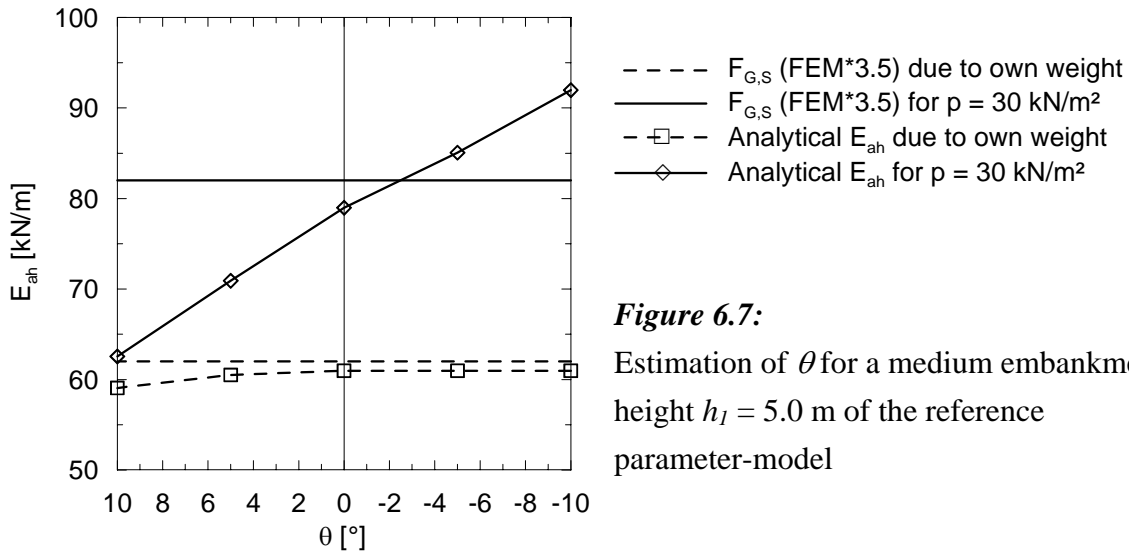 100
90
80
70
60
50
E_ah [kN/m]
10 8 6 4 2 0 -2 -4 -6 -8 -10
θ [°]
F_G,S (FEM*3.5) due to own weight
F_G,S (FEM*3.5) for p = 30 kN/m²
Analytical E_ah due to own weight
Analytical E_ah for p = 30 kN/m²
Figure 6.7:
Estimation of θ for a medium embankme
height h_1 = 5.0 m of the reference
parameter-model